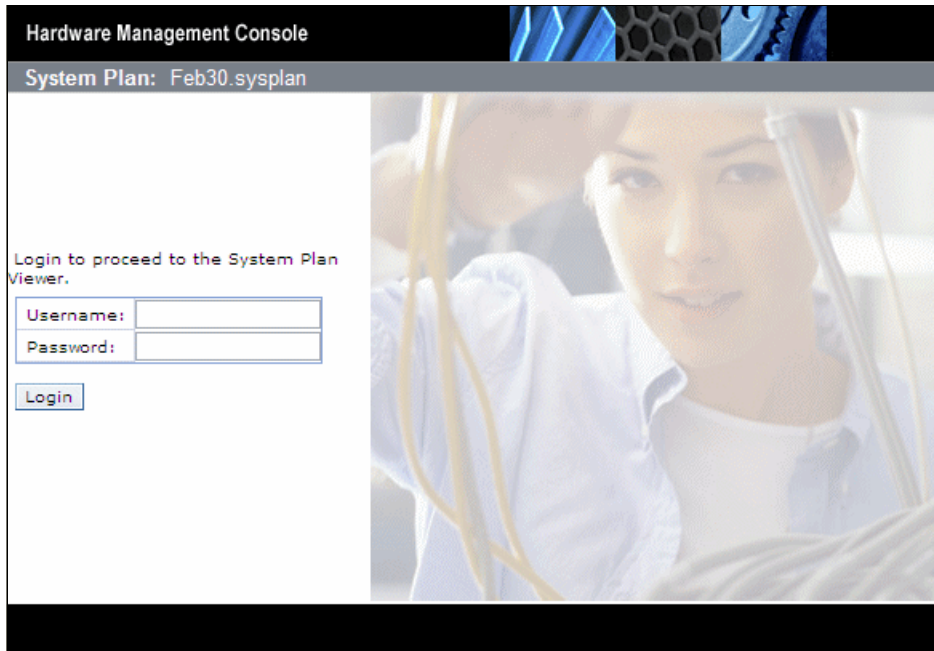 Hardware Management Console
System Plan: Feb30.sysplan
Login to proceed to the System Plan
Viewer.
Username:
Password:
Login